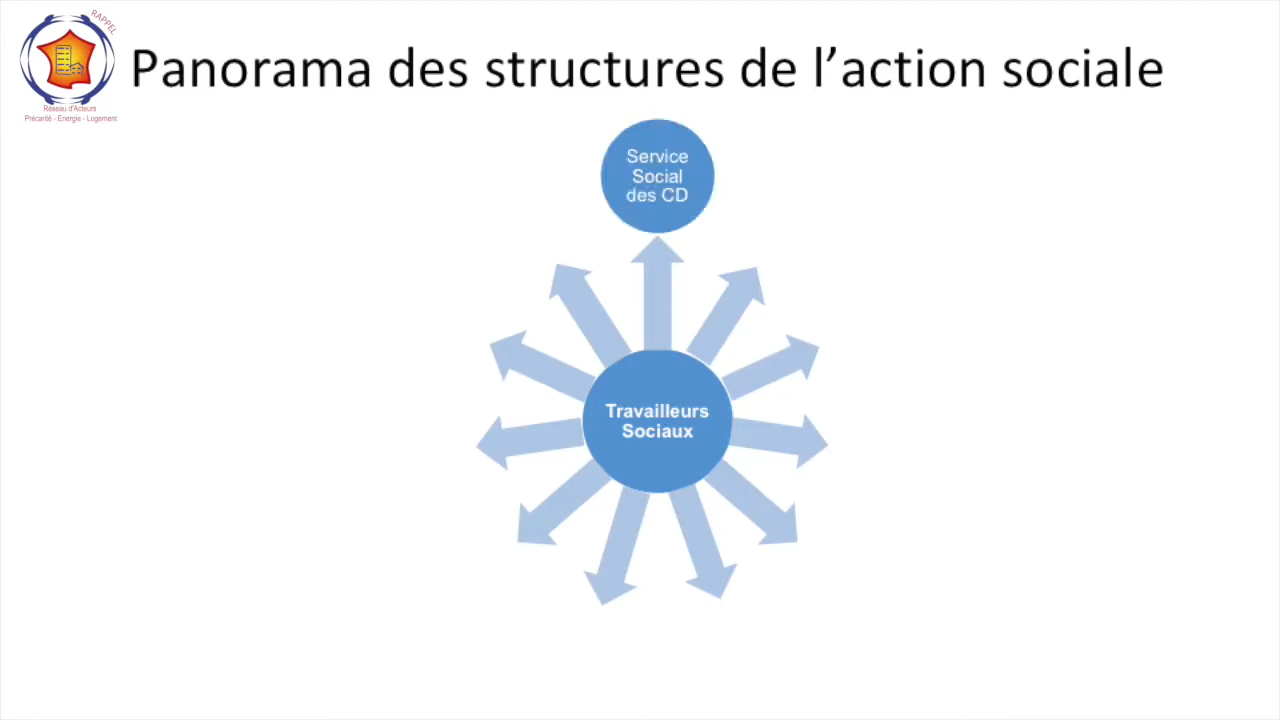 RAPPEL
Réseau d'Acteurs
Précarité - Energie - Logement
Panorama des structures de l'action sociale
Service
Social
des CD
Travailleurs
Sociaux